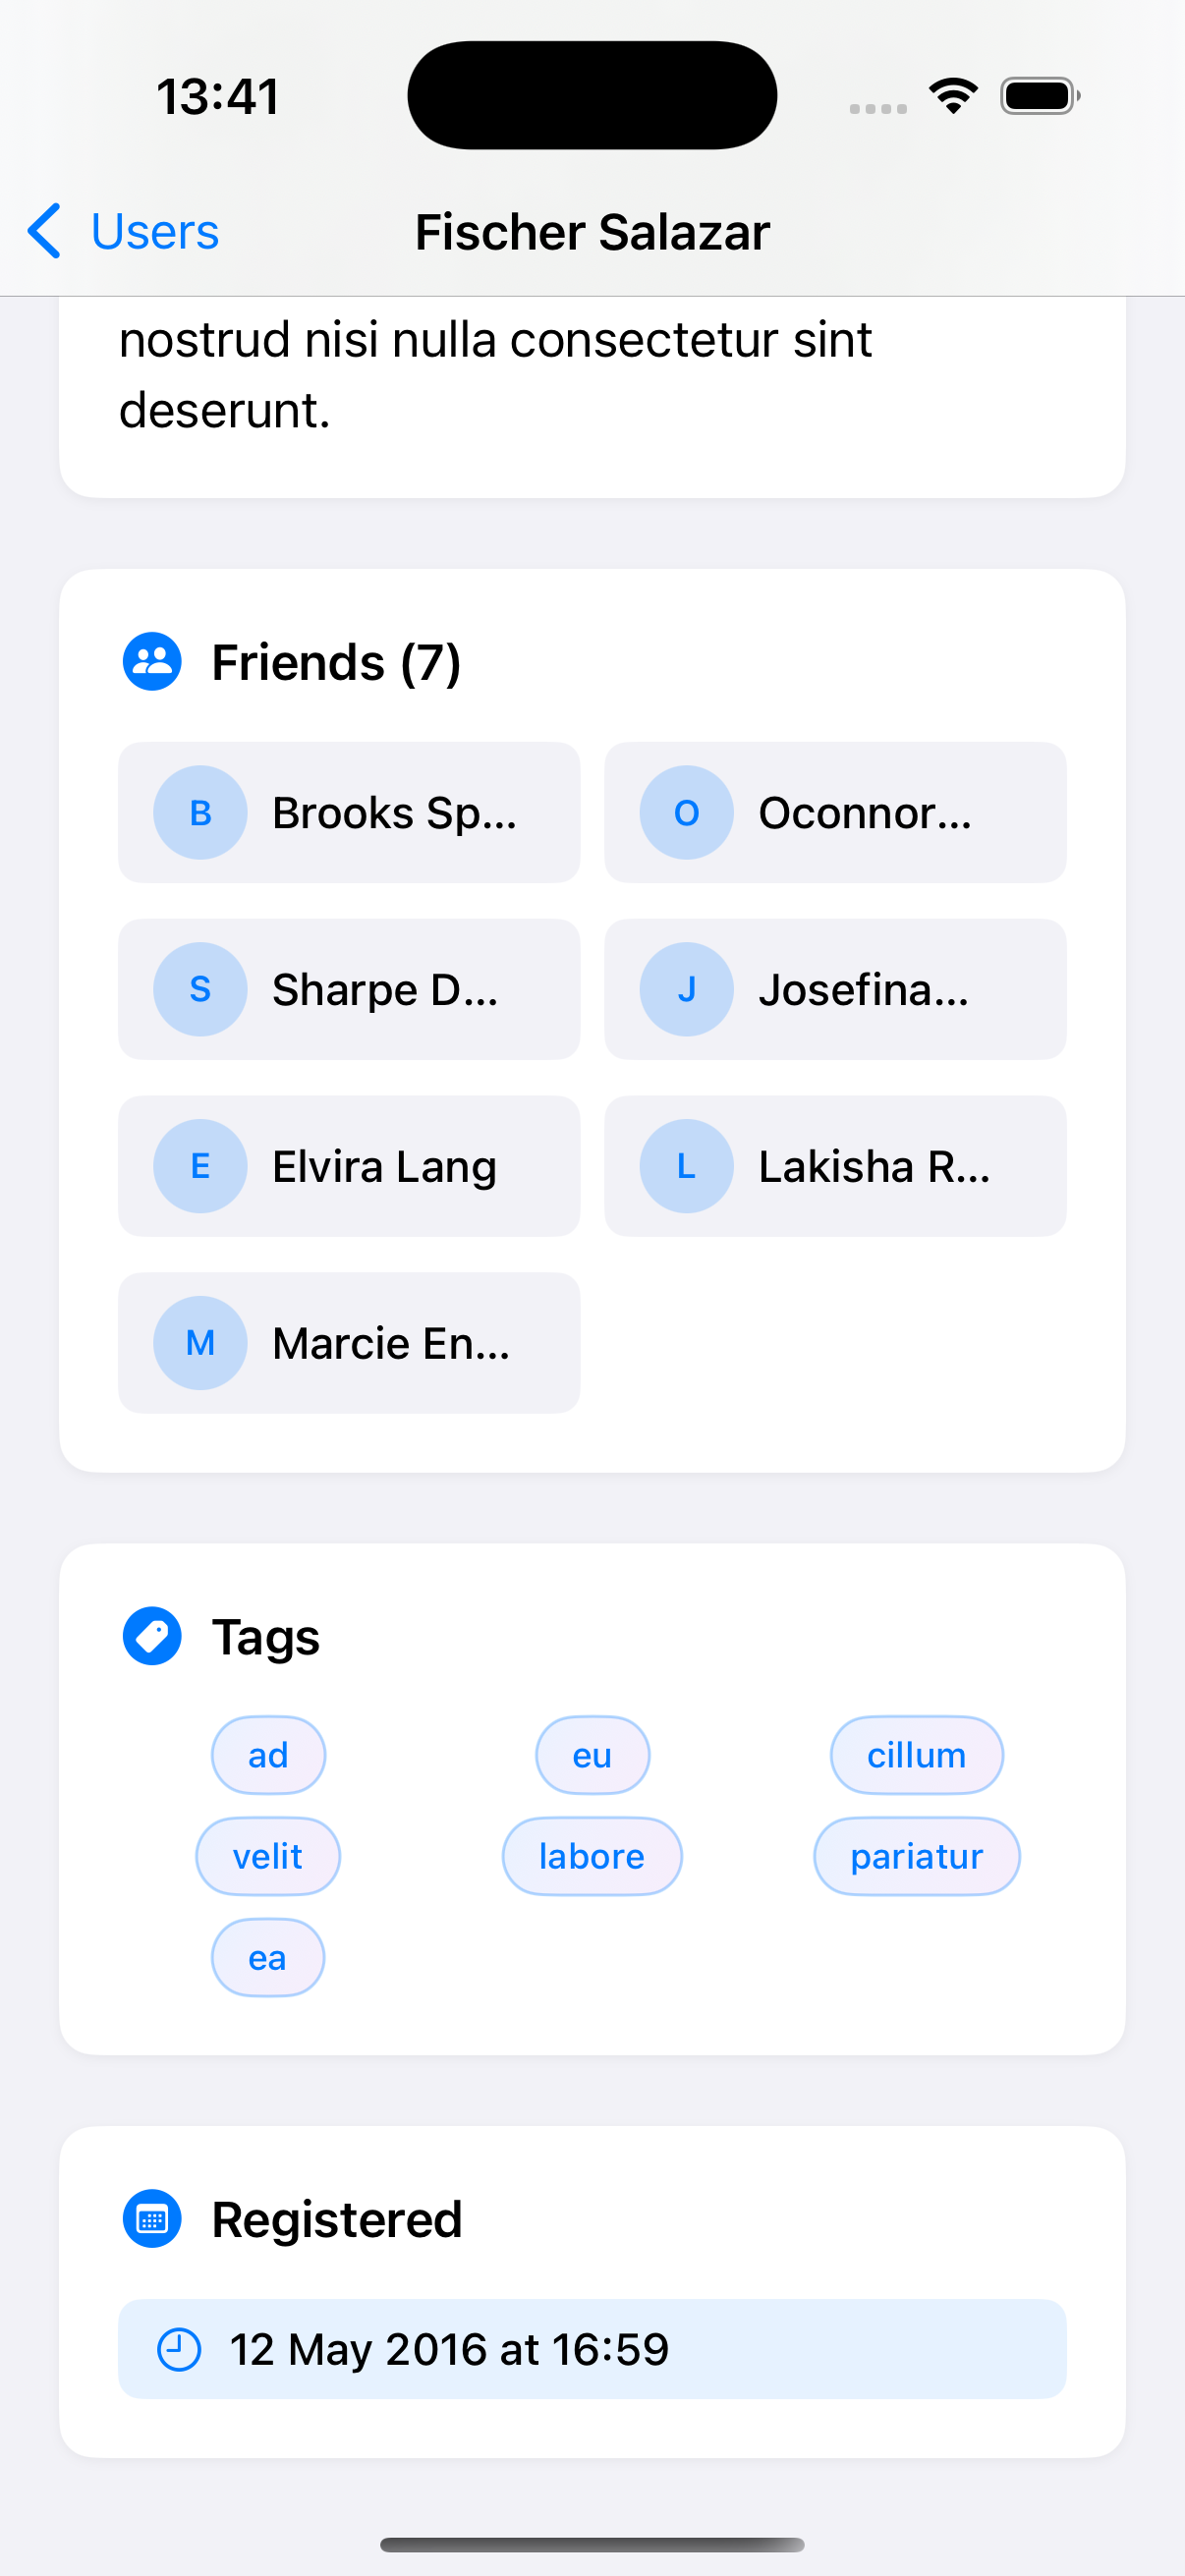 13:41
Users
Fischer Salazar
nostrud nisi nulla consectetur sint
deserunt.
Friends (7)
B Brooks Sp...
O Oconnor...
S Sharpe D...
J Josefina...
E Elvira Lang
L Lakisha R...
M Marcie En...
Tags
ad
eu
cillum
velit
labore
pariatur
ea
Registered
12 May 2016 at 16:59